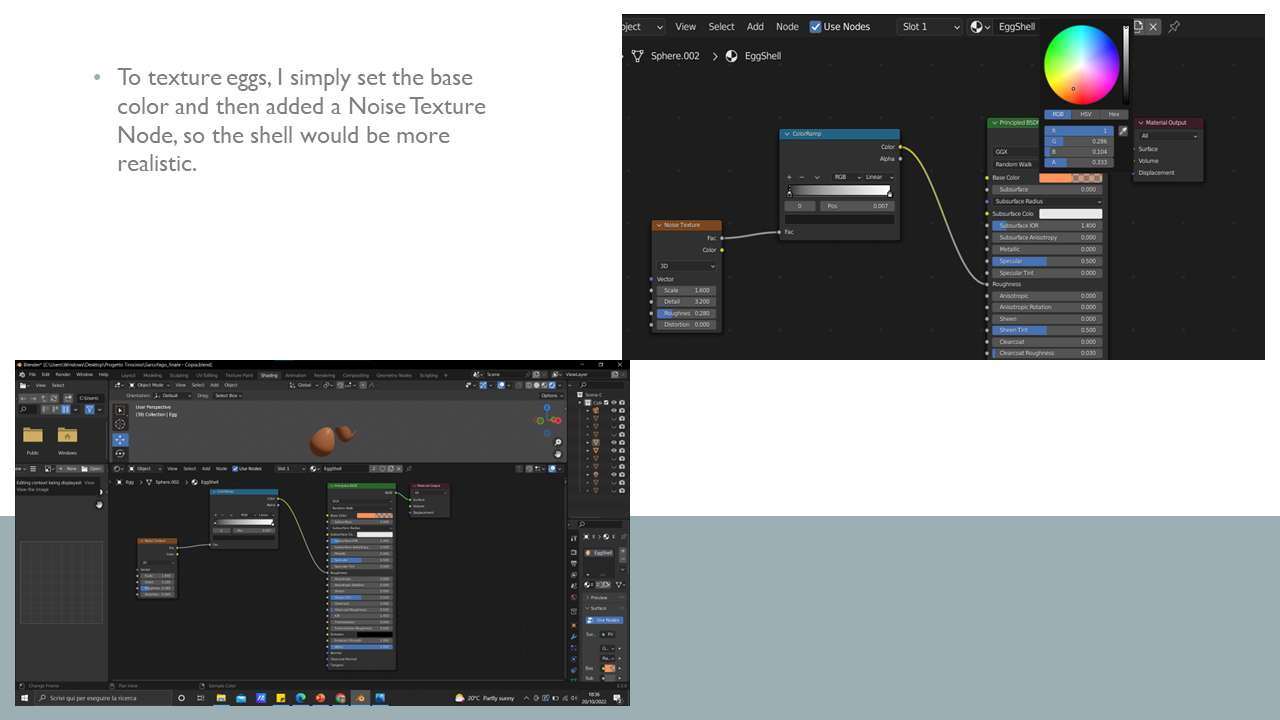 • To texture eggs, I simply set the base
color and then added a Noise Texture
Node, so the shell would be more
realistic.
View Select Add Node Use Nodes Slot 1 EggShell
Sphere.002 > EggShell
ColorRamp
Color
Alpha
RGB Linear
0 Pos 0.007
Fac
Noise Texture
Fac
Color
3D
Vector
Scale 1.600
Detail 3.200
Roughnes 0.280
Distortion 0.000
RGB HSV Hex
R 1
G 0.286
B 0.104
A 0.333
Principled BSDF
GGX
Random Walk
Base Color
Subsurface 0.000
Subsurface Radius
Subsurface Colo
Subsurface IOR 1.400
Subsurface Anisotropy 0.000
Metallic 0.000
Specular 0.500
Specular Tint 0.000
Roughness
Anisotropic 0.000
Anisotropic Rotation 0.000
Sheen 0.000
Sheen Tint 0.500
Clearcoat 0.000
Clearcoat Roughness 0.030
Material Output
All
Surface
Volume
Displacement
Blender* [C:\Users\Windows\Desktop\Progetto Tirocinio\Sarcofago_finale - Copia.blend]
File Edit Render Window Help Layout Modeling Sculpting UV Editing Texture Paint Shading Animation Rendering Compositing Geometry Nodes Scripting Scene ViewLayer
View Select Object Mode View Select Add Object Global
Orientation: Default Drag: Select Box Options
User Perspective
(39) Collection | Egg
Public Windows
New Open Object View Select Add Node Use Nodes Slot 1 EggShell
Editing context being displayed. View
View the image
Egg > Sphere.002 > EggShell
EggShell
Preview
Surface
Use Nodes
Change Frame Pan View Sample Color
Scrivi qui per eseguire la ricerca 20°C Partly sunny 18:36
20/10/2022